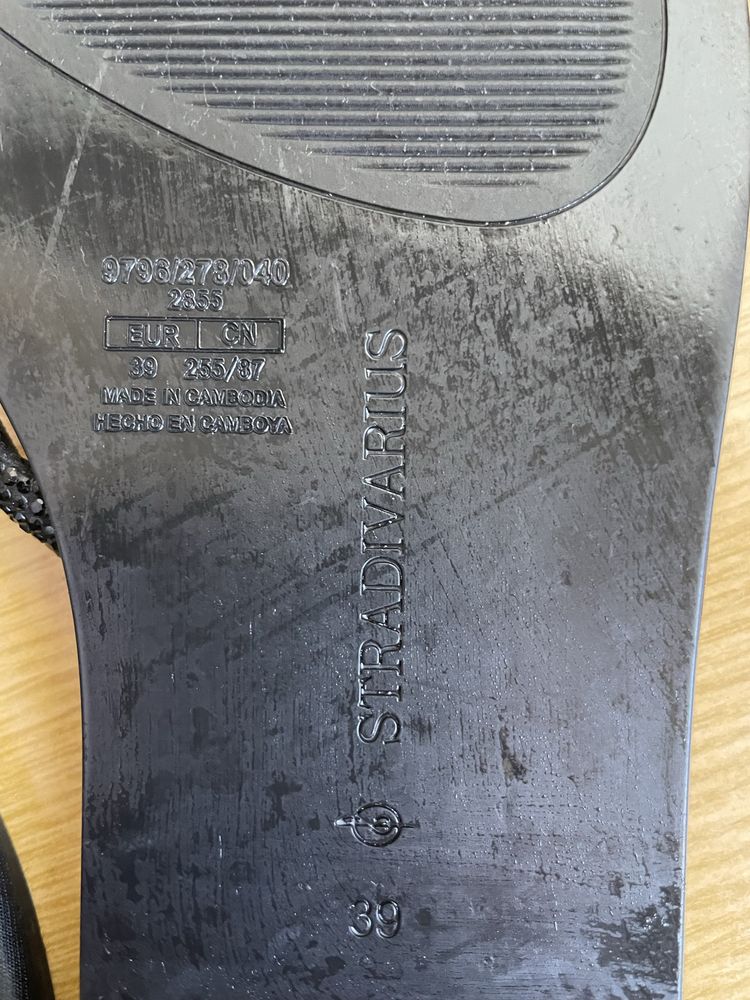 9796/278/040
2855
EUR CN
39 255/87
MADE IN CAMBODIA
HECHO EN CAMBOYA
STRADIVARIUS
39